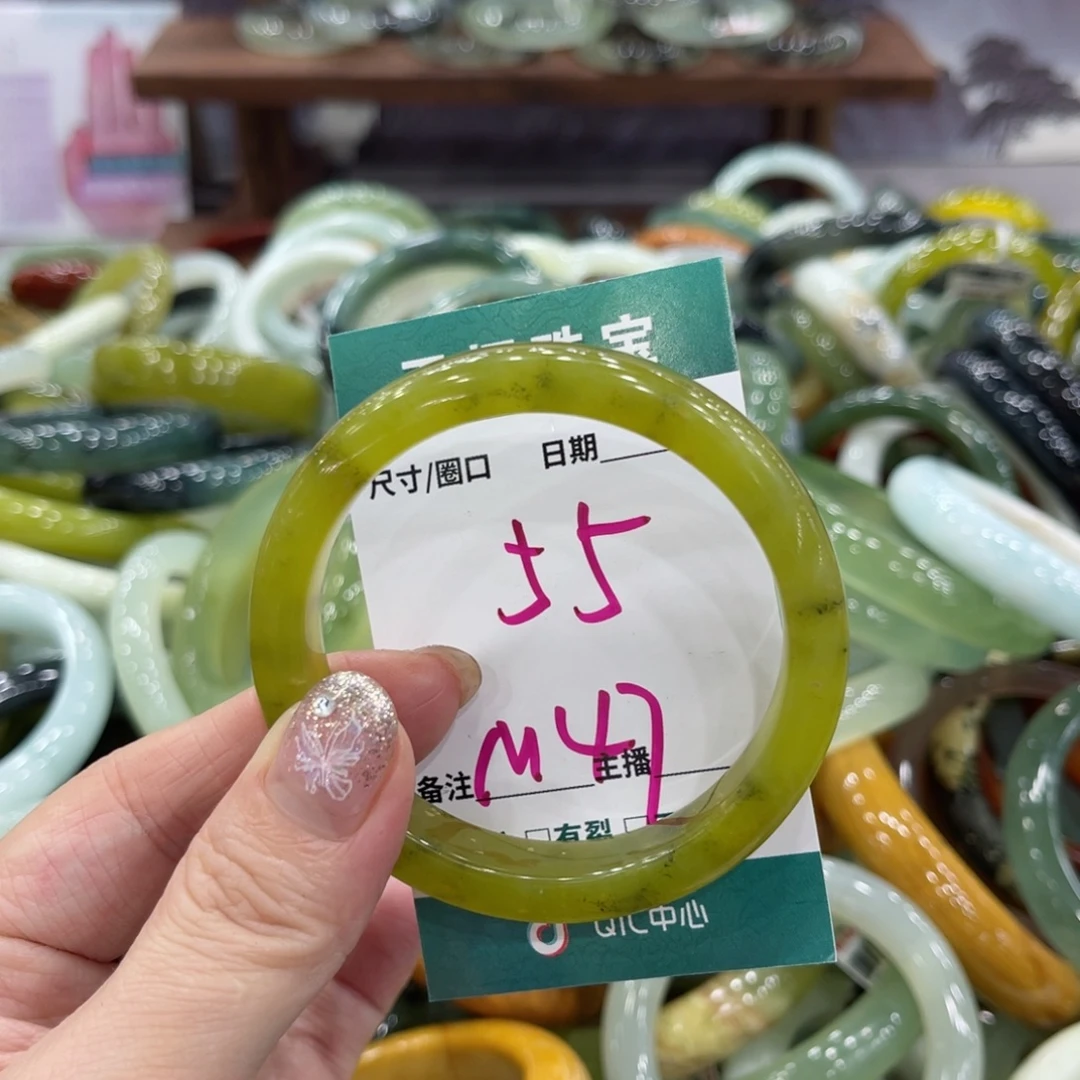 尺寸/圈口 日期
55
M47
备注 主播
有裂
QIC中心